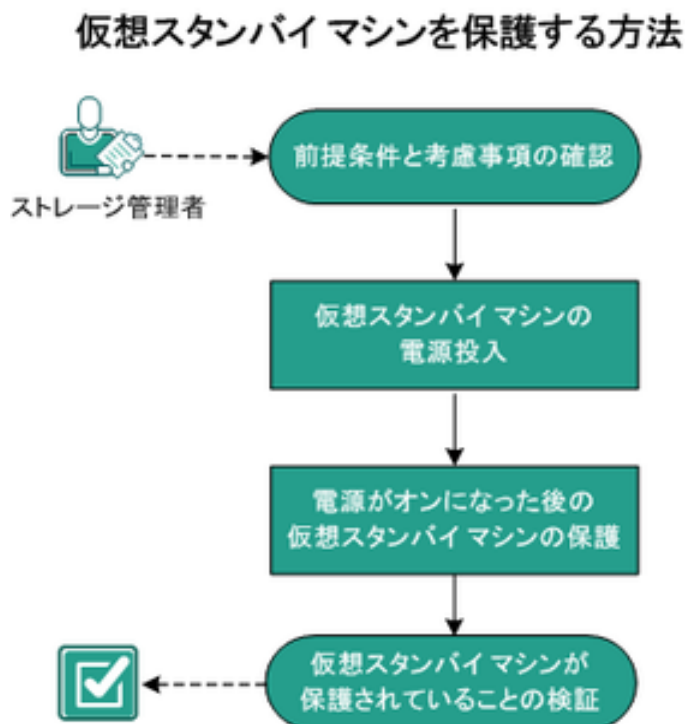 仮想スタンバイ マシンを保護する方法
前提条件と考慮事項の確認
ストレージ管理者
仮想スタンバイ マシンの
電源投入
電源がオンになった後の
仮想スタンバイ マシンの保護
仮想スタンバイ マシンが
保護されていることの検証